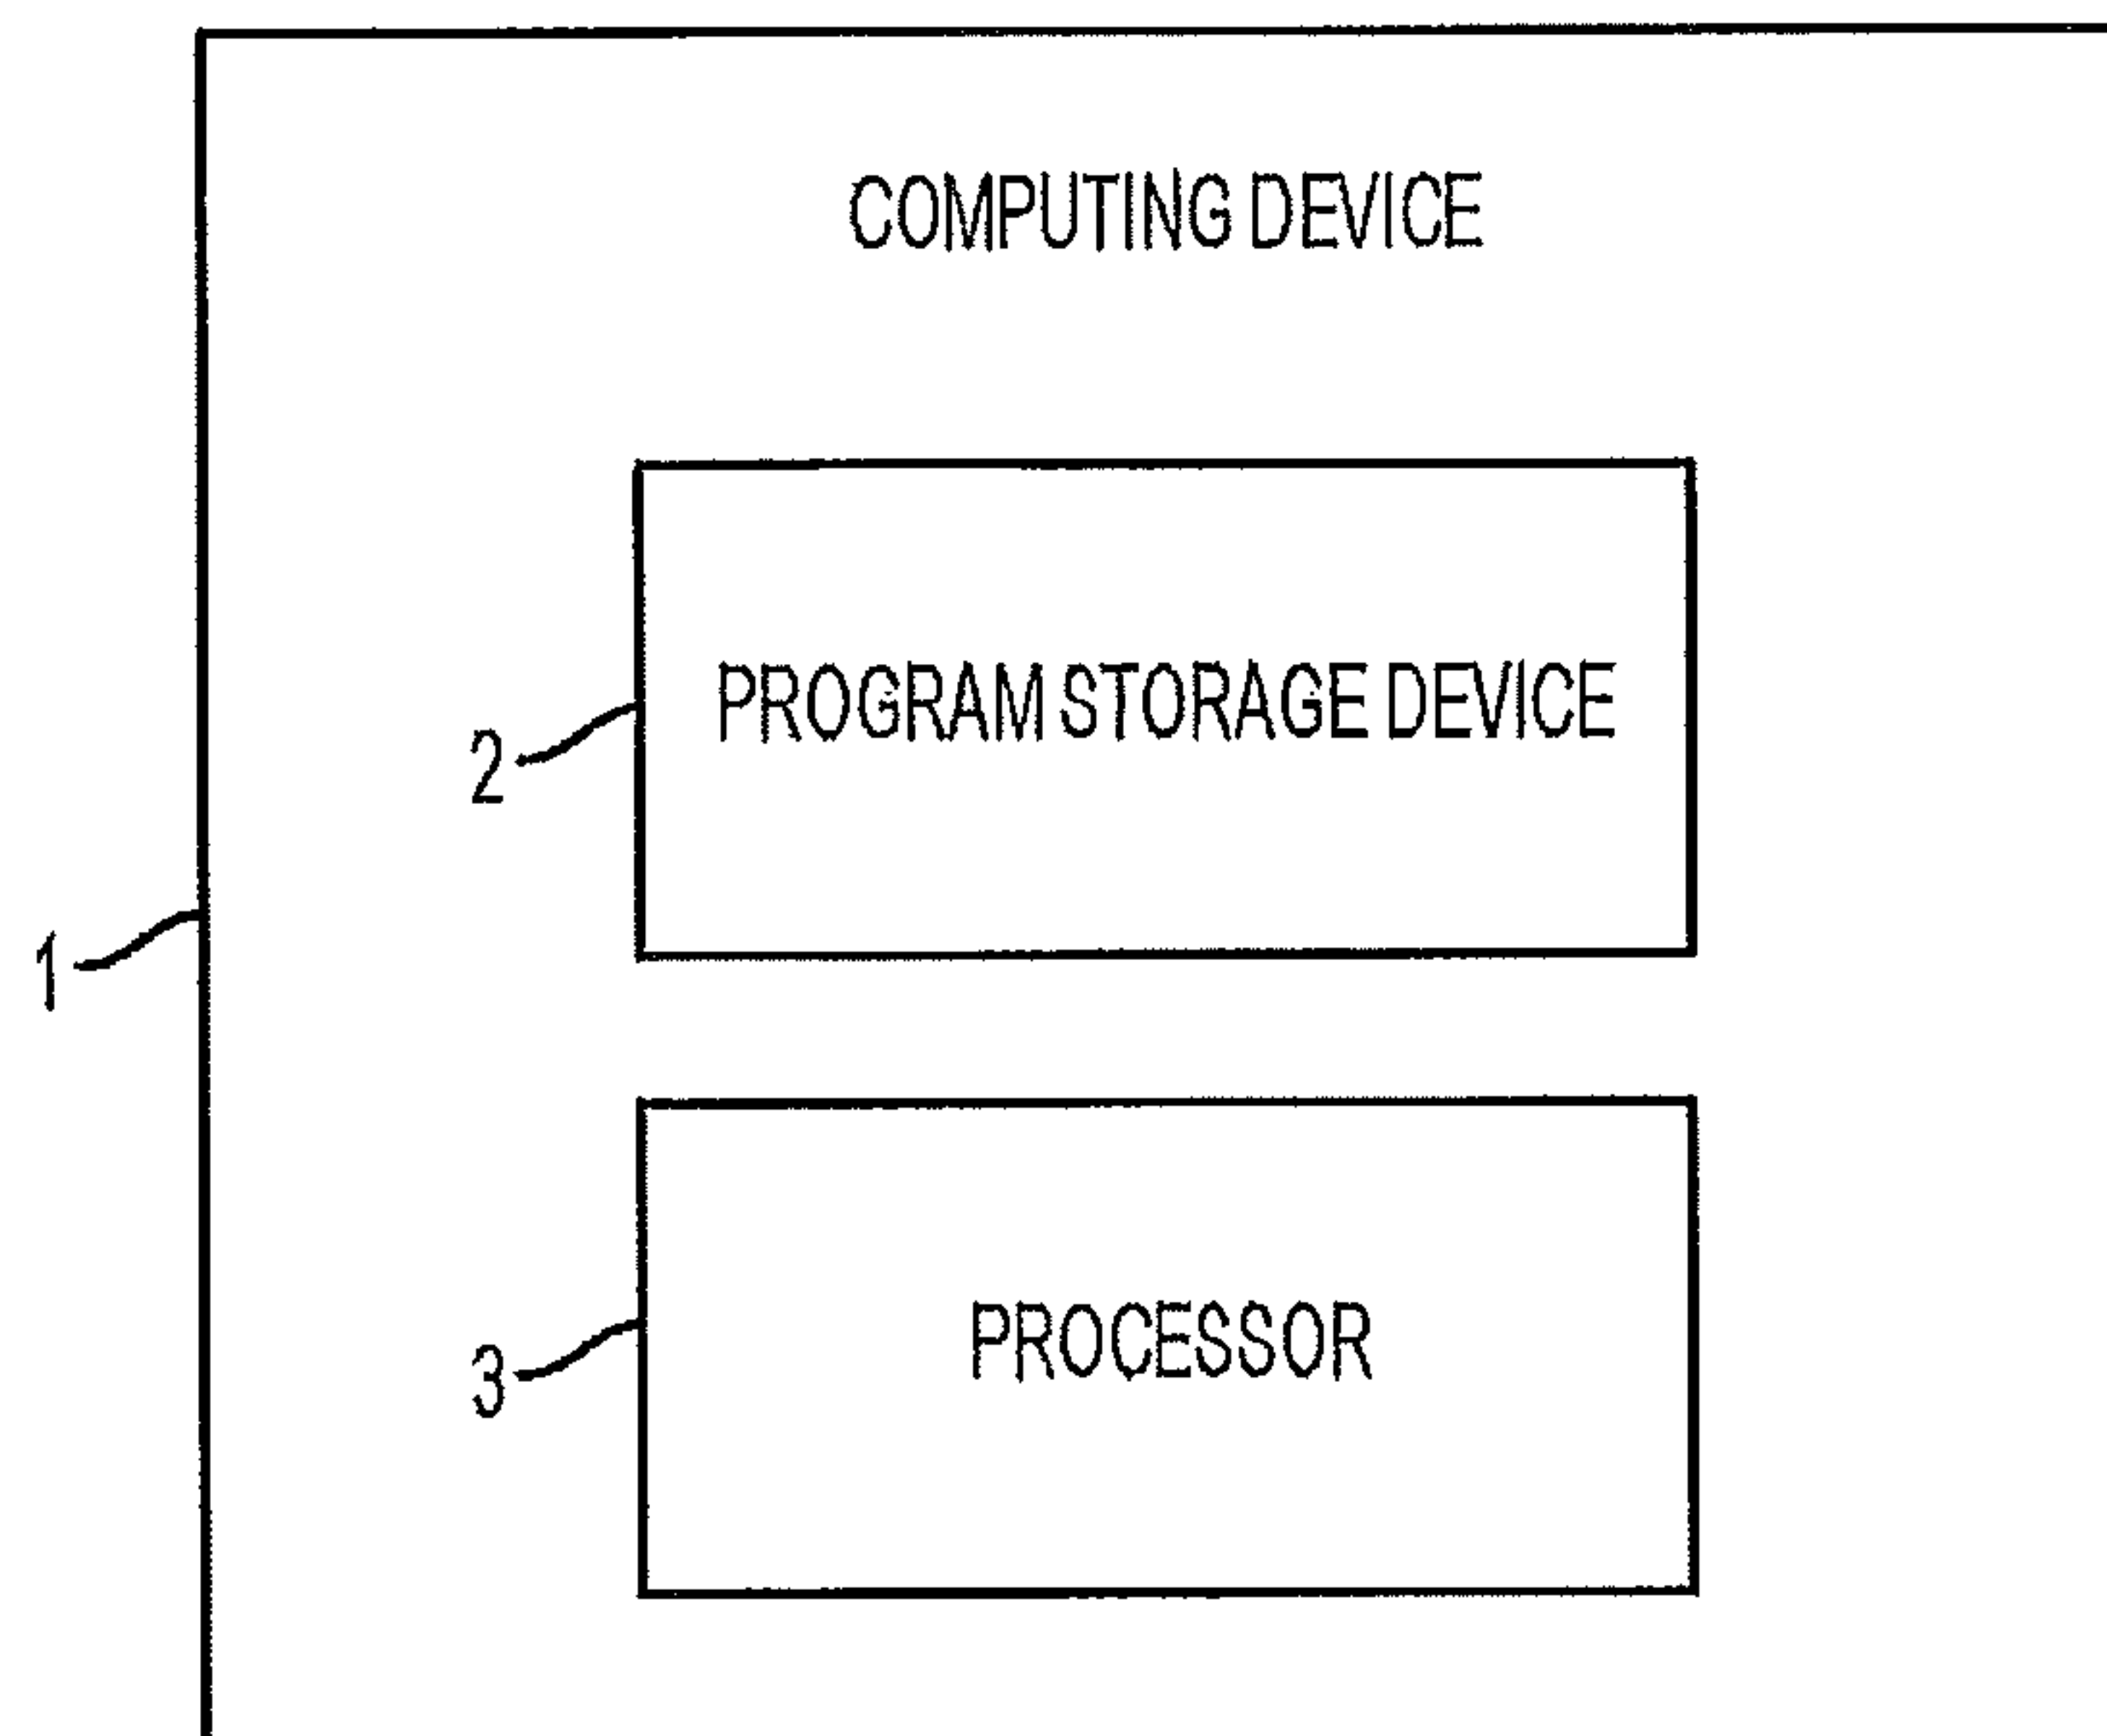 COMPUTING DEVICE
PROGRAM STORAGE DEVICE
2
1
PROCESSOR
3